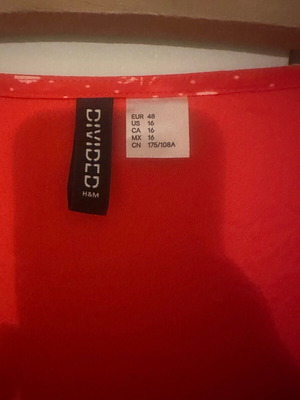 DIVIDED
H&M
EUR 48
US 16
CA 16
MX 16
CN 175/108A